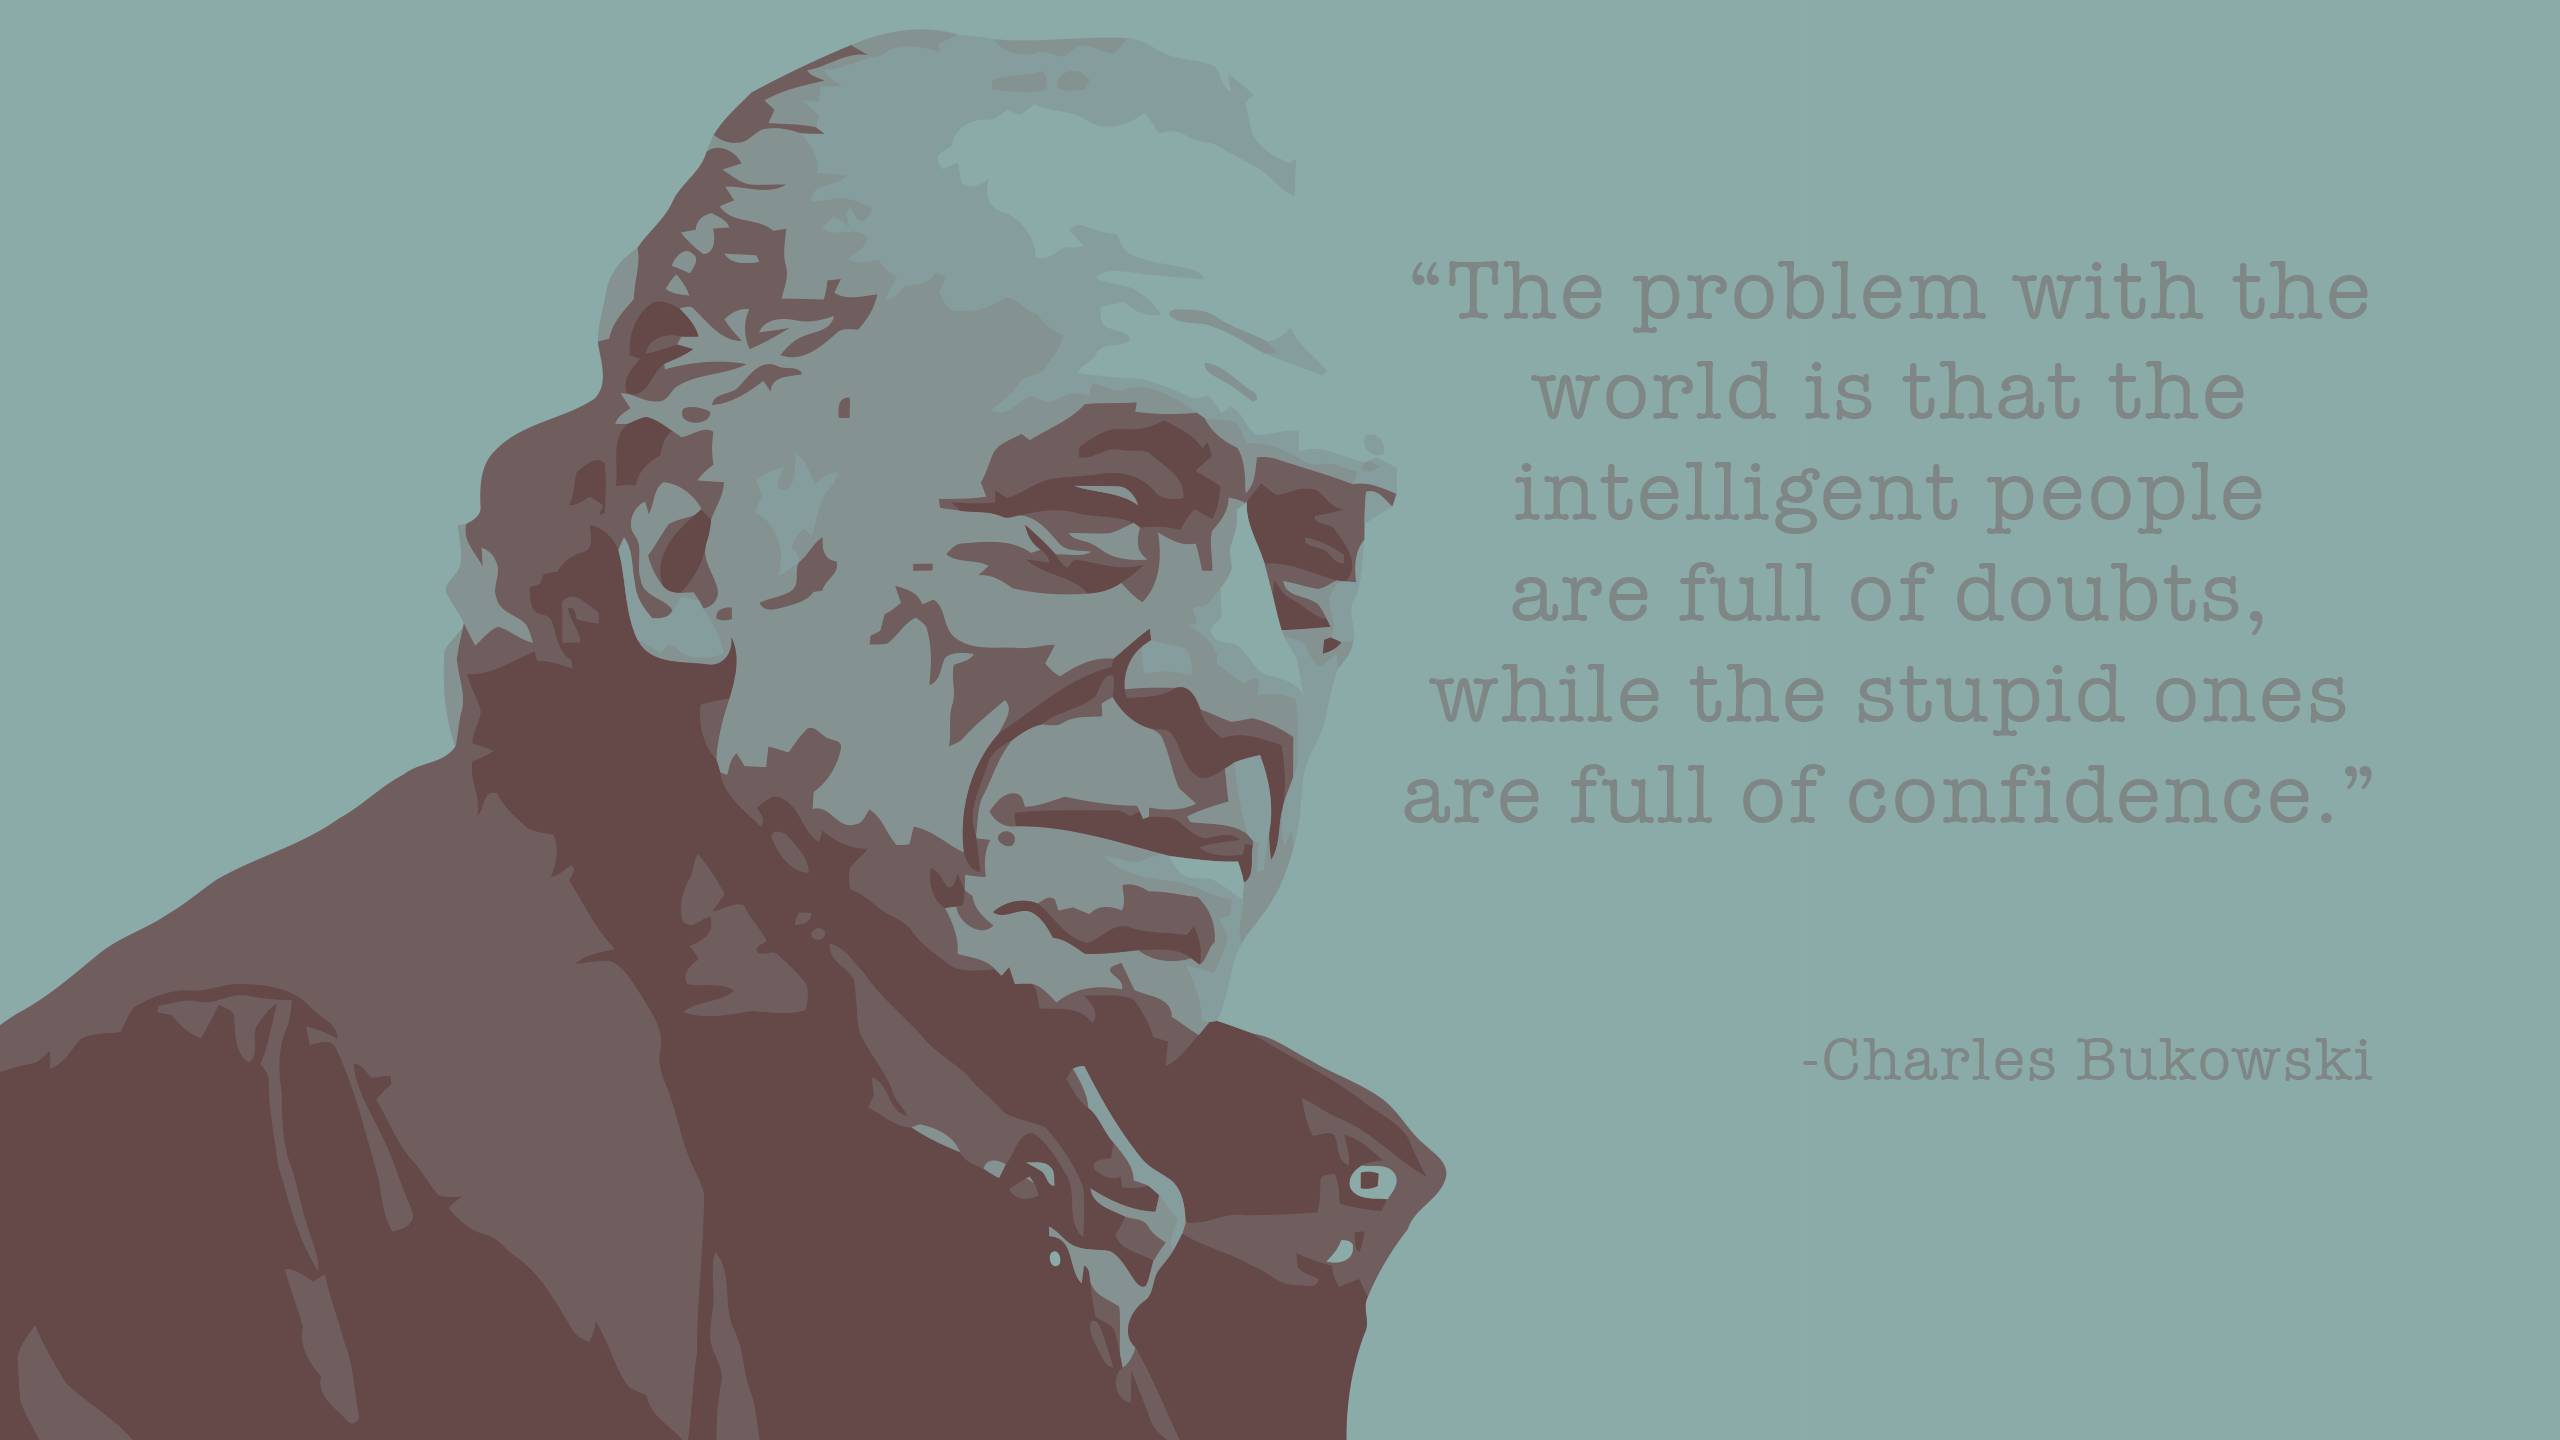 “The problem with the
world is that the
intelligent people
are full of doubts,
while the stupid ones
are full of confidence.”
-Charles Bukowski